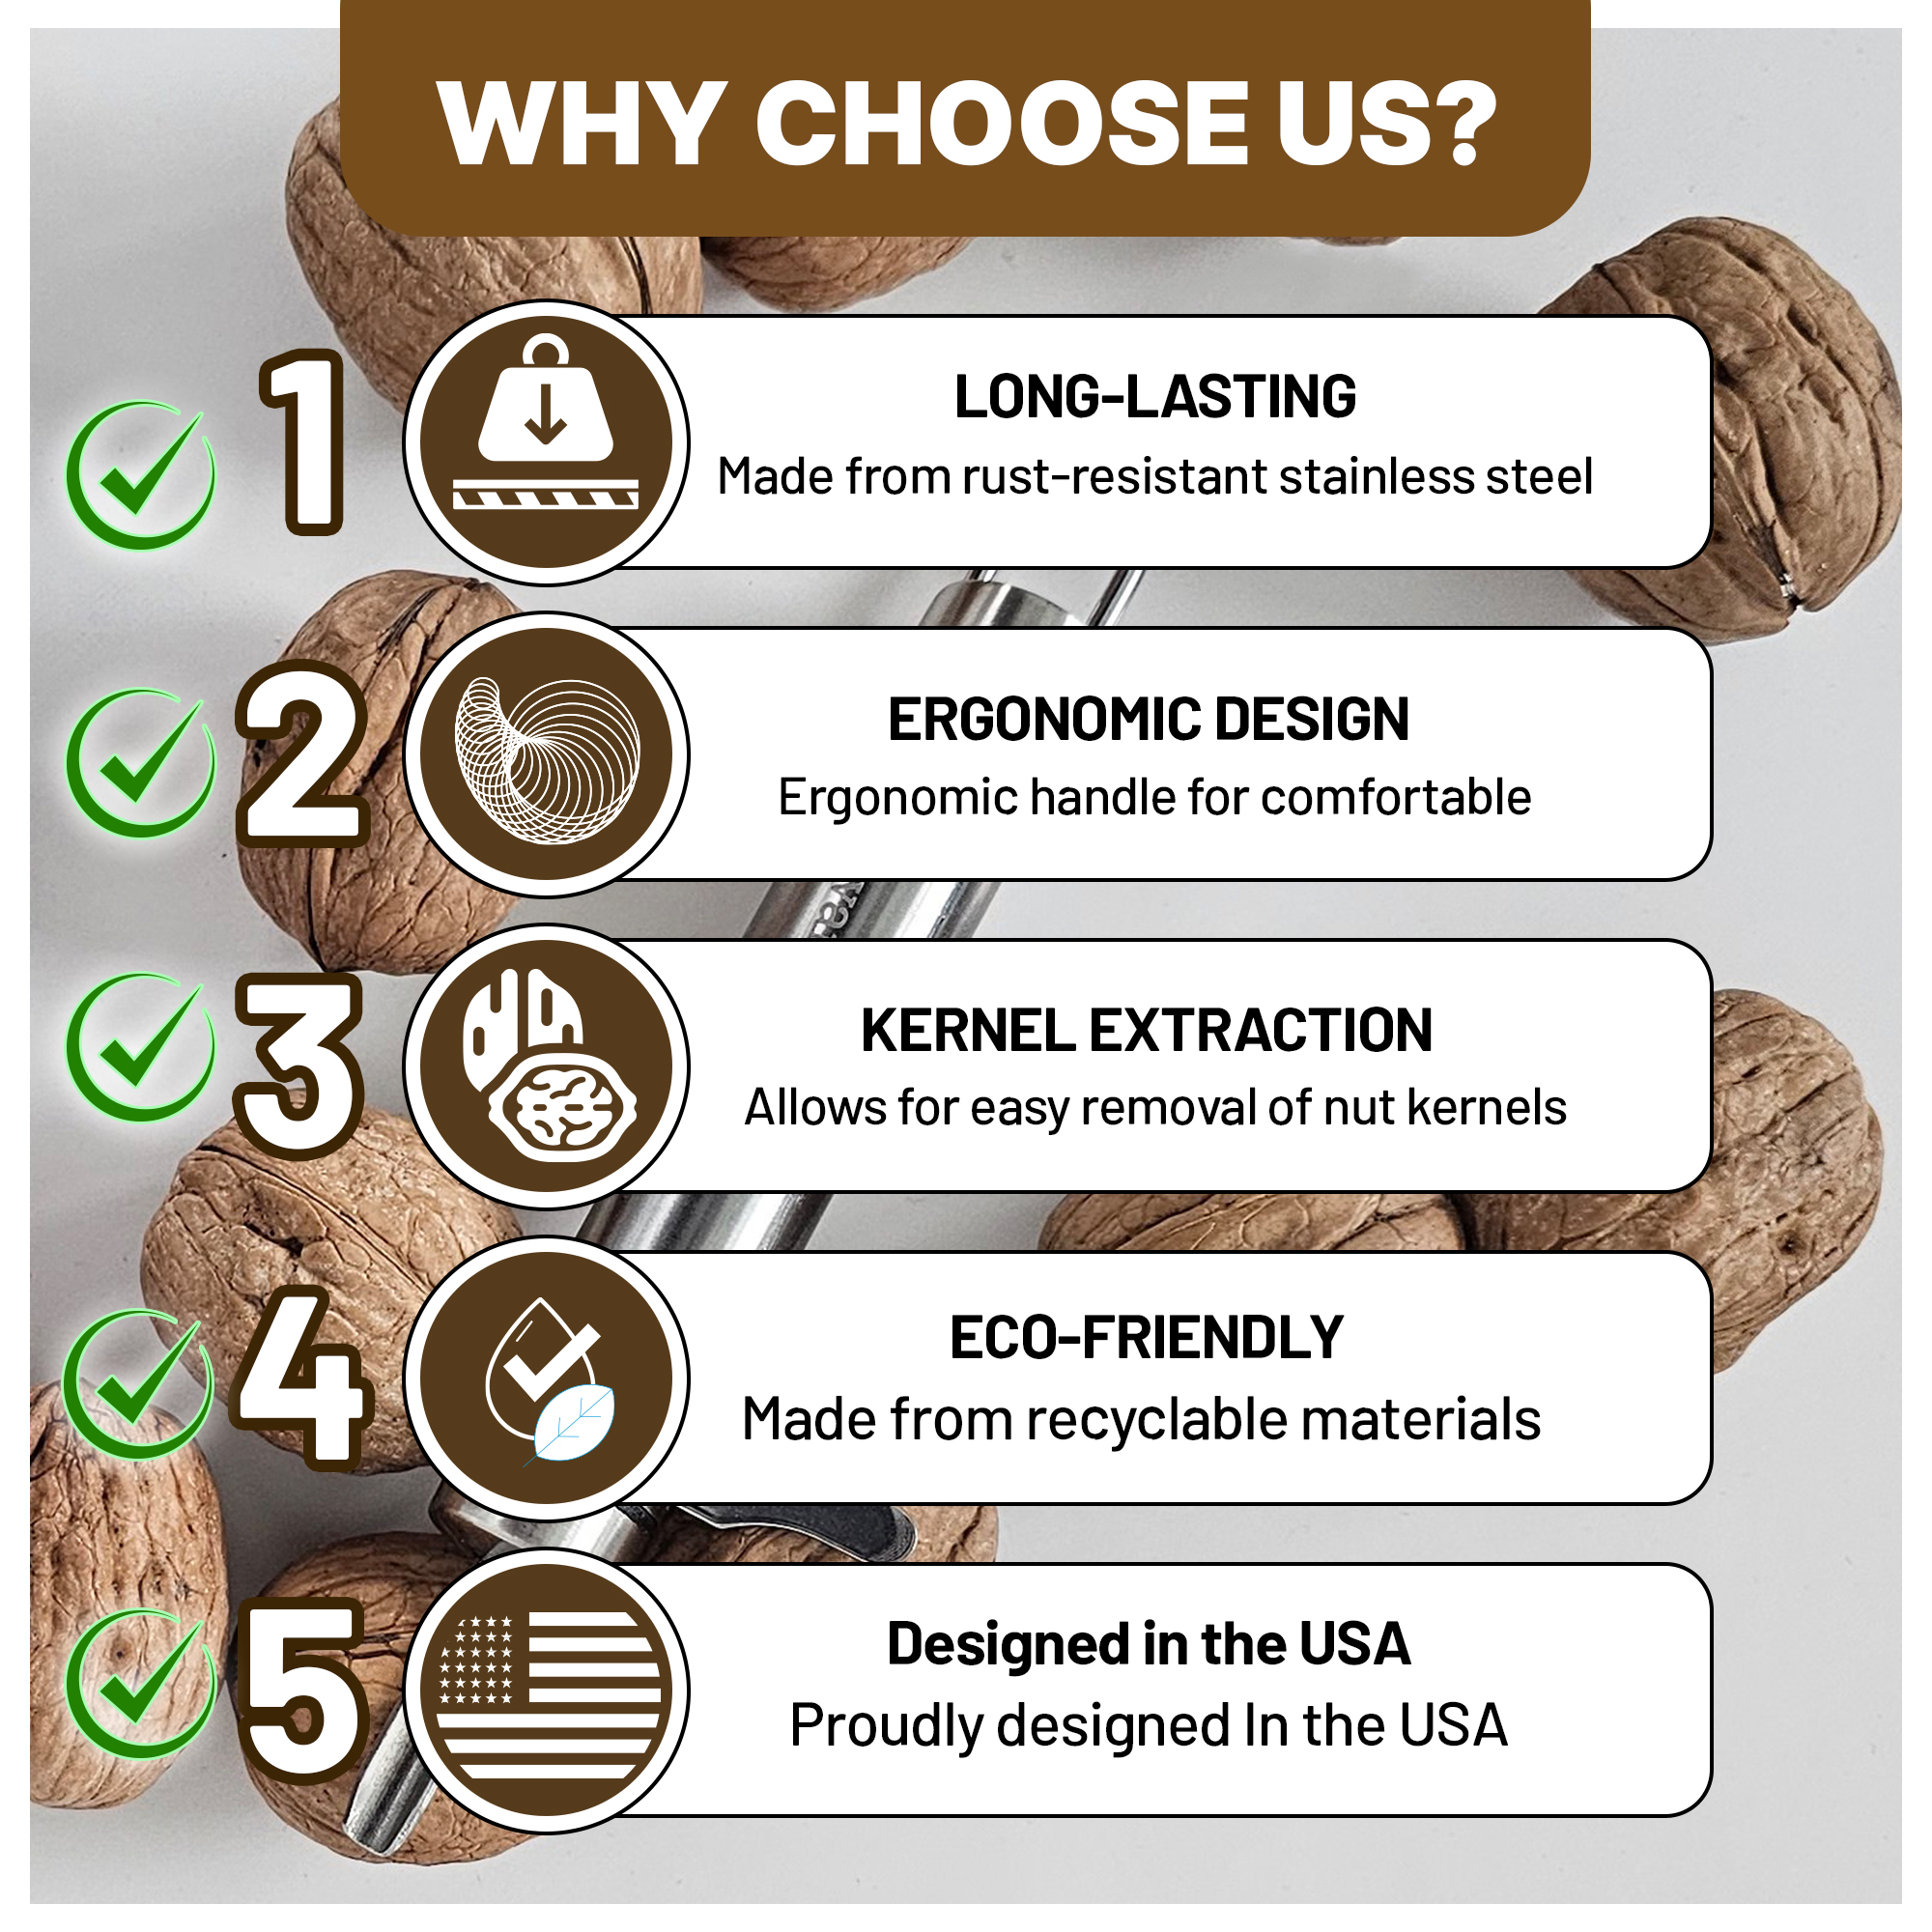 WHY CHOOSE US?
1
LONG-LASTING
Made from rust-resistant stainless steel
2
ERGONOMIC DESIGN
Ergonomic handle for comfortable
3
KERNEL EXTRACTION
Allows for easy removal of nut kernels
4
ECO-FRIENDLY
Made from recyclable materials
5
Designed in the USA
Proudly designed In the USA